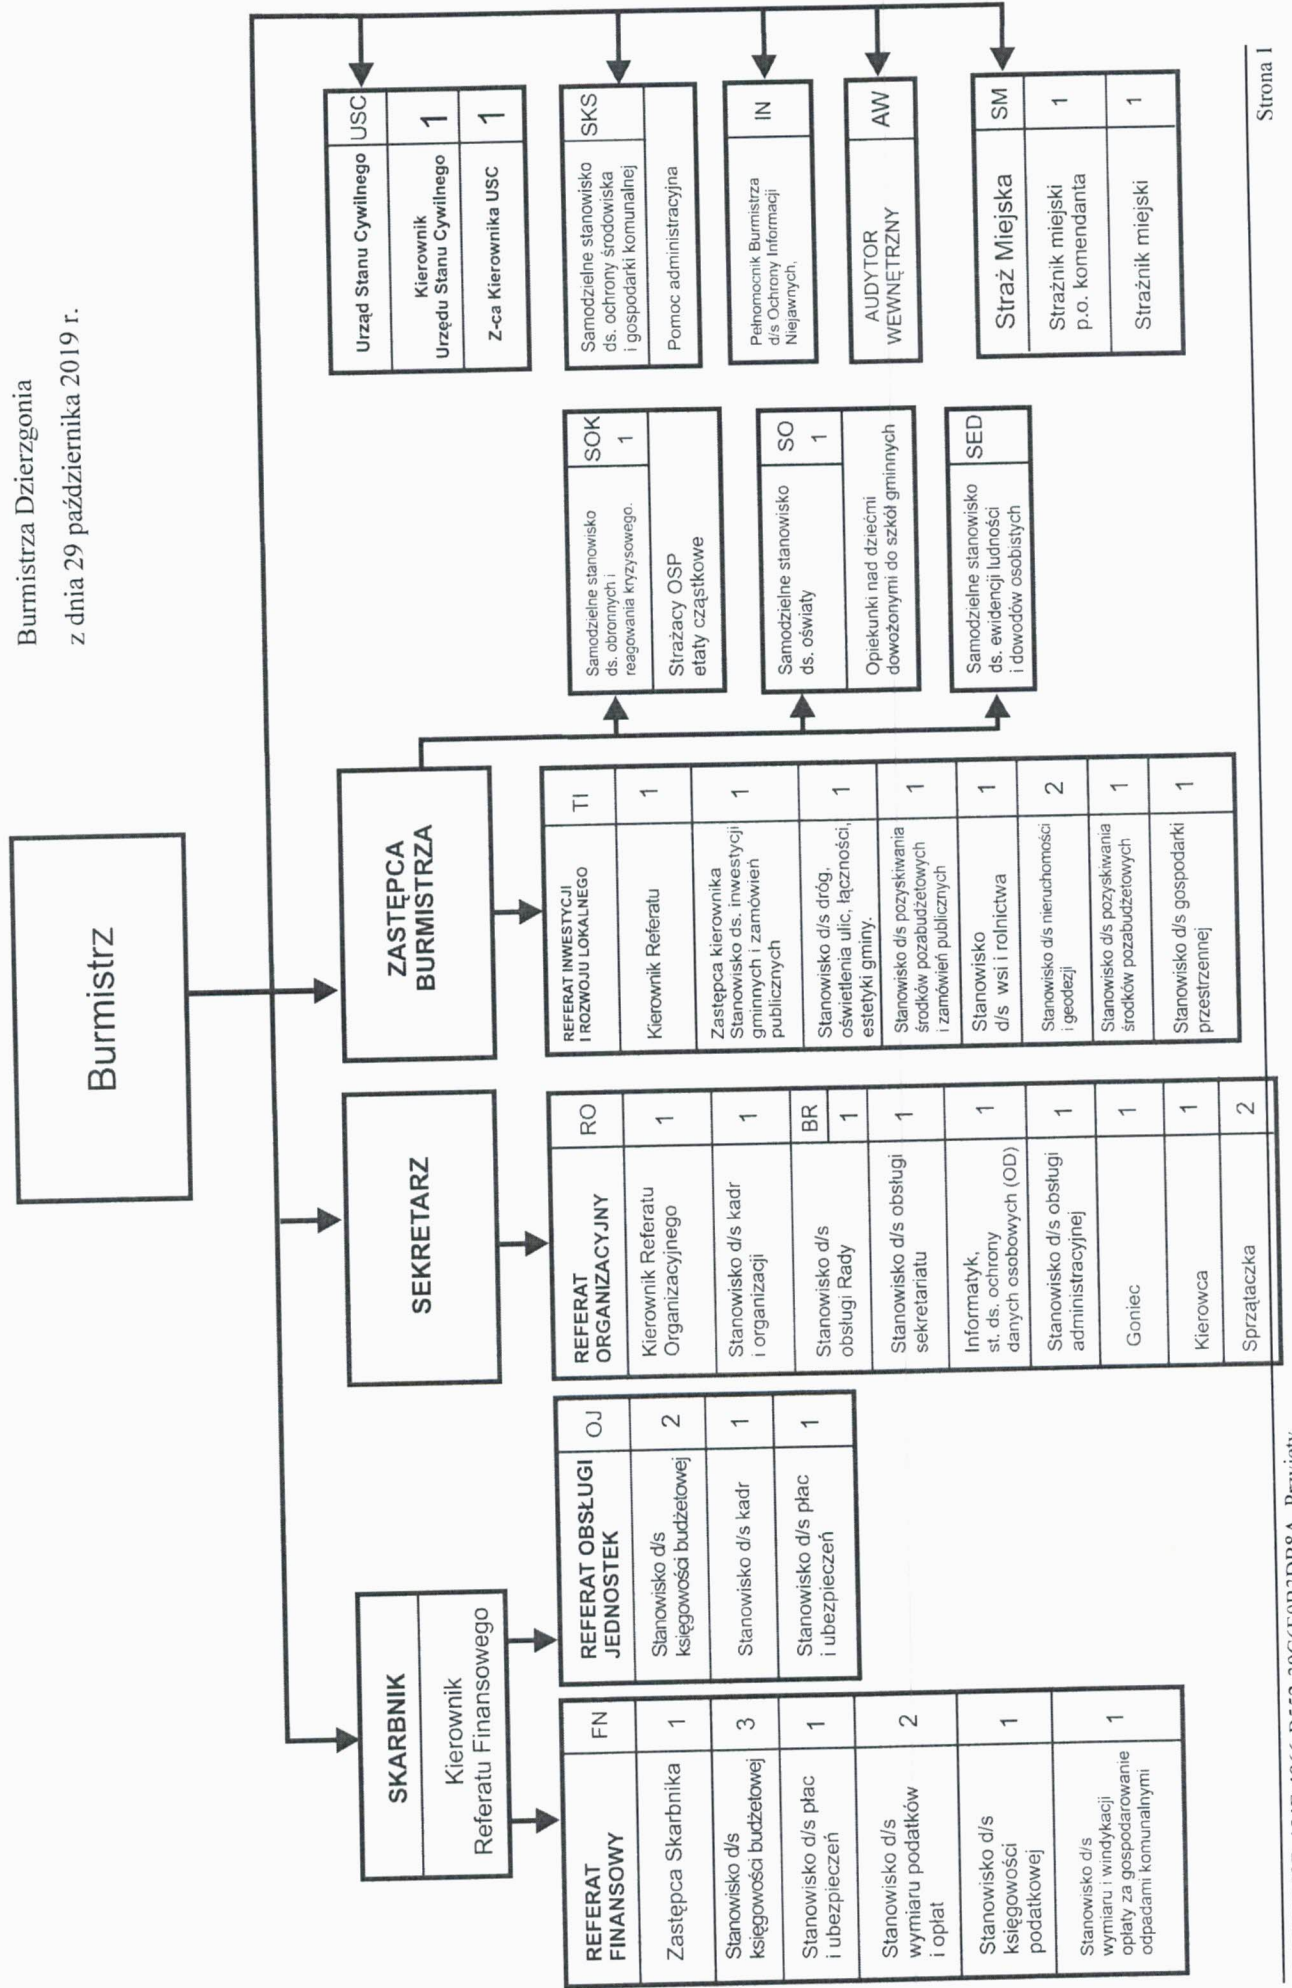 Burmistrza Dzierzgonia
z dnia 29 października 2019 r.
Burmistrz
SKARBNIK
Kierownik
Referatu Finansowego
SEKRETARZ
ZASTĘPCA
BURMISTRZA
REFERAT
FINANSOWY
FN
Zastępca Skarbnika
1
Stanowisko d/s
księgowości budżetowej
3
Stanowisko d/s płac
i ubezpieczeń
1
Stanowisko d/s
wymiaru podatków
i opłat
2
Stanowisko d/s
księgowości
podatkowej
1
Stanowisko d/s
wymiaru i windykacji
opłaty za gospodarowanie
odpadami komunalnymi
1
REFERAT OBSŁUGI
JEDNOSTEK
OJ
Stanowisko d/s
księgowości budżetowej
2
Stanowisko d/s kadr
1
Stanowisko d/s płac
i ubezpieczeń
1
REFERAT
ORGANIZACYJNY
RO
Kierownik Referatu
Organizacyjnego
1
Stanowisko d/s kadr
i organizacji
1
Stanowisko d/s
obsługi Rady
BR
1
Stanowisko d/s obsługi
sekretariatu
1
Informatyk,
st. ds. ochrony
danych osobowych (OD)
1
Stanowisko d/s obsługi
administracyjnej
1
Goniec
1
Kierowca
1
Sprzątaczka
2
REFERAT INWESTYCJI
I ROZWOJU LOKALNEGO
TI
Kierownik Referatu
1
Zastępca kierownika
Stanowisko ds. inwestycji
gminnych i zamówień
publicznych
1
Stanowisko d/s dróg,
oświetlenia ulic, łączności,
estetyki gminy.
1
Stanowisko d/s pozyskiwania
środków pozabudżetowych
i zamówień publicznych
1
Stanowisko
d/s wsi i rolnictwa
1
Stanowisko d/s nieruchomości
i geodezji
2
Stanowisko d/s pozyskiwania
środków pozabudżetowych
1
Stanowisko d/s gospodarki
przestrzennej
1
Samodzielne stanowisko
ds. obronnych i
reagowania kryzysowego.
SOK
1
Strażacy OSP
etaty cząstkowe
Samodzielne stanowisko
ds. oświaty
SO
1
Opiekunki nad dziećmi
dowożonymi do szkół gminnych
Samodzielne stanowisko
ds. ewidencji ludności
i dowodów osobistych
SED
Urząd Stanu Cywilnego
USC
Kierownik
Urzędu Stanu Cywilnego
1
Z-ca Kierownika USC
1
Samodzielne stanowisko
ds. ochrony środowiska
i gospodarki komunalnej
SKS
Pomoc administracyjna
Pełnomocnik Burmistrza
d/s Ochrony Informacji
Niejawnych,
IN
AUDYTOR
WEWNĘTRZNY
AW
Straż Miejska
SM
Strażnik miejski
p.o. komendanta
1
Strażnik miejski
1
Strona 1